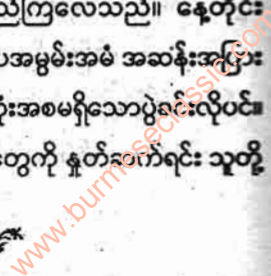 ည်ကြလေသည်။ နေ့တိုင်း
အမွှမ်းအမံ အဆန်းအပြား
အစမရှိသောပွဲခင်းလိုပင်။
တွေကို နှုတ်ဆက်ရင်း သူတို့
www.burmeseclassic.com